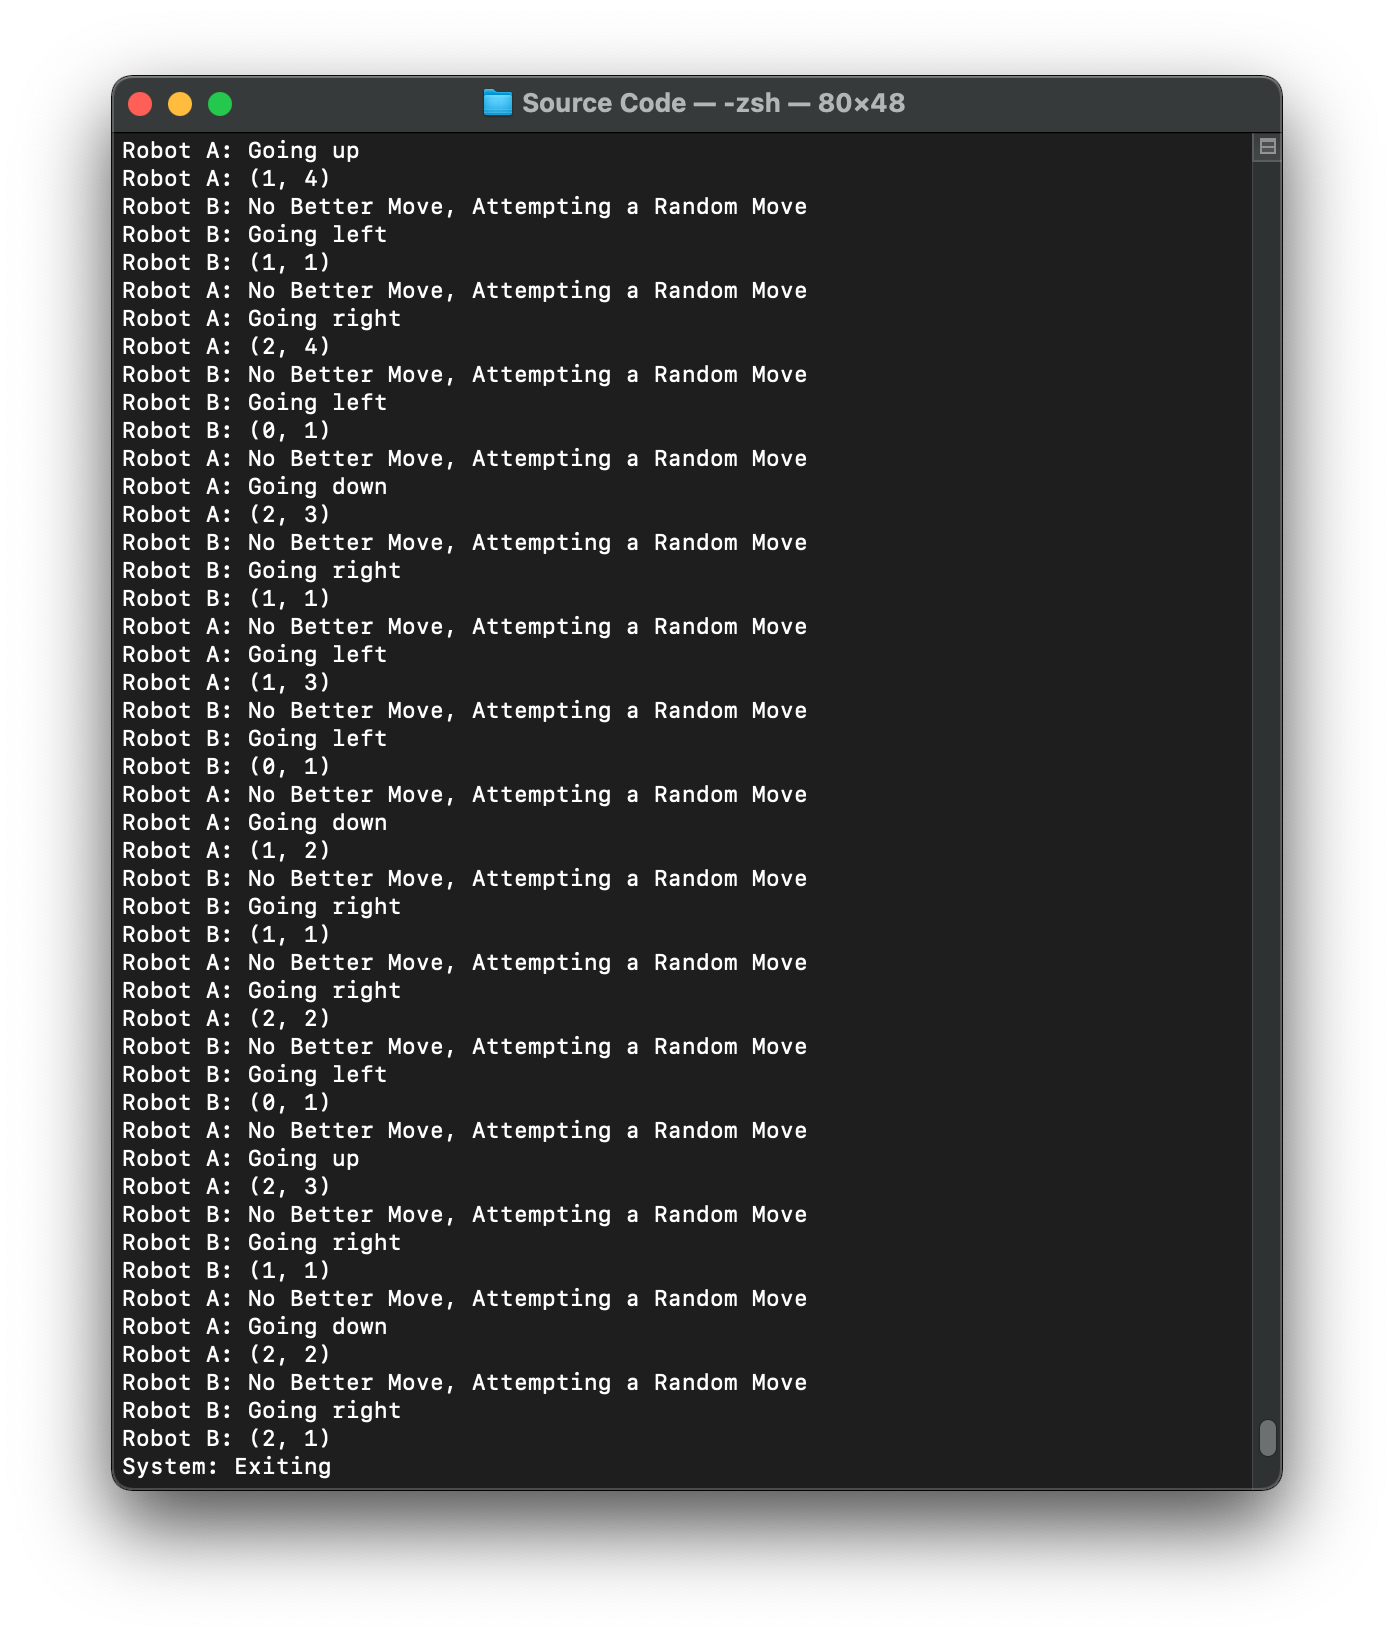 Source Code — -zsh — 80×48
Robot A: Going up
Robot A: (1, 4)
Robot B: No Better Move, Attempting a Random Move
Robot B: Going left
Robot B: (1, 1)
Robot A: No Better Move, Attempting a Random Move
Robot A: Going right
Robot A: (2, 4)
Robot B: No Better Move, Attempting a Random Move
Robot B: Going left
Robot B: (0, 1)
Robot A: No Better Move, Attempting a Random Move
Robot A: Going down
Robot A: (2, 3)
Robot B: No Better Move, Attempting a Random Move
Robot B: Going right
Robot B: (1, 1)
Robot A: No Better Move, Attempting a Random Move
Robot A: Going left
Robot A: (1, 3)
Robot B: No Better Move, Attempting a Random Move
Robot B: Going left
Robot B: (0, 1)
Robot A: No Better Move, Attempting a Random Move
Robot A: Going down
Robot A: (1, 2)
Robot B: No Better Move, Attempting a Random Move
Robot B: Going right
Robot B: (1, 1)
Robot A: No Better Move, Attempting a Random Move
Robot A: Going right
Robot A: (2, 2)
Robot B: No Better Move, Attempting a Random Move
Robot B: Going left
Robot B: (0, 1)
Robot A: No Better Move, Attempting a Random Move
Robot A: Going up
Robot A: (2, 3)
Robot B: No Better Move, Attempting a Random Move
Robot B: Going right
Robot B: (1, 1)
Robot A: No Better Move, Attempting a Random Move
Robot A: Going down
Robot A: (2, 2)
Robot B: No Better Move, Attempting a Random Move
Robot B: Going right
Robot B: (2, 1)
System: Exiting